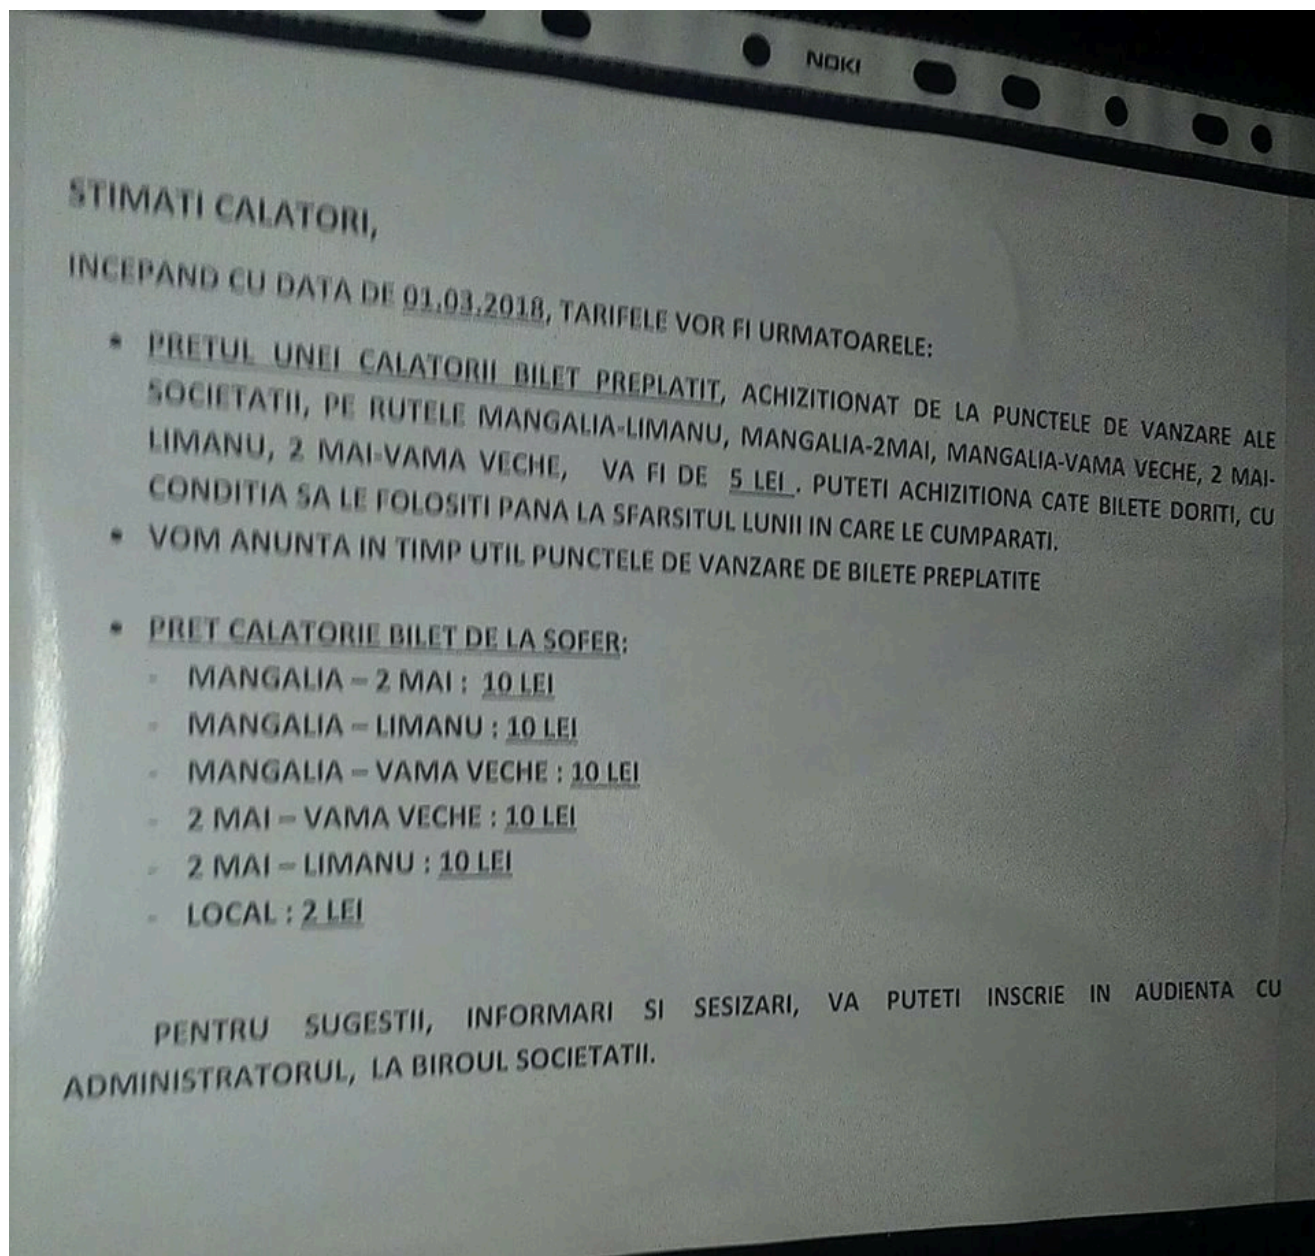 NOKI
STIMATI CALATORI,
INCEPAND CU DATA DE 01.03.2018, TARIFELE VOR FI URMATOARELE:
• PRETUL UNEI CALATORII BILET PREPLATIT, ACHIZITIONAT DE LA PUNCTELE DE VANZARE ALE
SOCIETATII, PE RUTELE MANGALIA-LIMANU, MANGALIA-2MAI, MANGALIA-VAMA VECHE, 2 MAI-
LIMANU, 2 MAI-VAMA VECHE, VA FI DE 5 LEI . PUTETI ACHIZITIONA CATE BILETE DORITI, CU
CONDITIA SA LE FOLOSITI PANA LA SFARSITUL LUNII IN CARE LE CUMPARATI.
• VOM ANUNTA IN TIMP UTIL PUNCTELE DE VANZARE DE BILETE PREPLATITE
• PRET CALATORIE BILET DE LA SOFER:
- MANGALIA – 2 MAI : 10 LEI
- MANGALIA – LIMANU : 10 LEI
- MANGALIA – VAMA VECHE : 10 LEI
- 2 MAI – VAMA VECHE : 10 LEI
- 2 MAI – LIMANU : 10 LEI
- LOCAL : 2 LEI
PENTRU SUGESTII, INFORMARI SI SESIZARI, VA PUTETI INSCRIE IN AUDIENTA CU
ADMINISTRATORUL, LA BIROUL SOCIETATII.